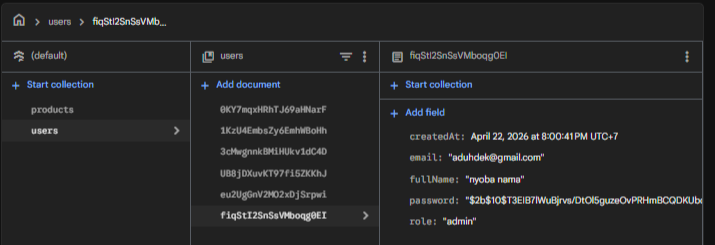 users > fiqStI2SnSsVMb...
(default)
users
fiqStI2SnSsVMboqg0EI
+ Start collection
+ Add document
+ Start collection
products
0KY7mqxHRhTJ69aHNarF
+ Add field
users
1KzU4EmbsZy6EmhWBoHh
createdAt: April 22, 2026 at 8:00:41 PM UTC+7
3cMwgnnkBMiHUkv1dC4D
email: "aduhdek@gmail.com"
UB8jDXuvKT97fi5ZKKhJ
fullName: "nyoba nama"
eu2UgGnV2MO2xDjSrpwi
password: "$2b$10$T3EIB7lWuBjrvs/DtOl5guzeOvPRHmBCQDKUb
fiqStI2SnSsVMboqg0EI
role: "admin"